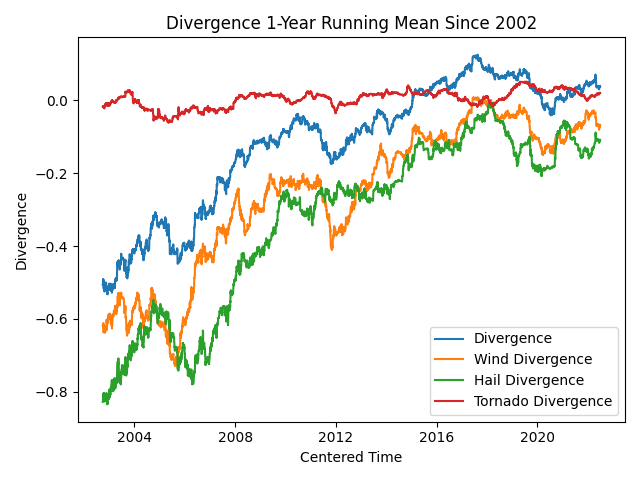 Divergence 1-Year Running Mean Since 2002
Divergence
0.0
−0.2
−0.4
−0.6
−0.8
2004
2008
2012
2016
2020
Centered Time
Divergence
Wind Divergence
Hail Divergence
Tornado Divergence